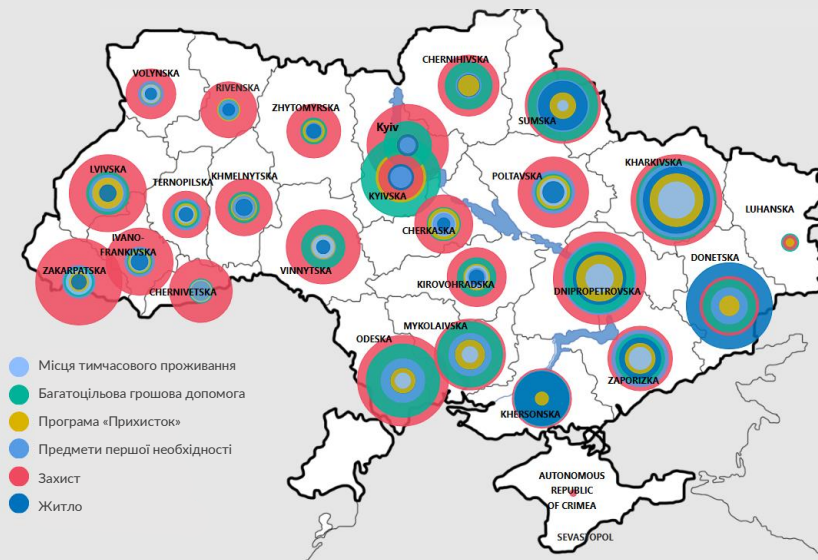 VOLYNSKA
RIVENSKA
ZHYTOMYRSKA
Kyiv
CHERNIHIVSKA
SUMSKA
LVIVSKA
TERNOPILSKA
KHMELNYTSKA
KYIVSKA
POLTAVSKA
KHARKIVSKA
LUHANSKA
IVANO-
FRANKIVSKA
ZAKARPATSKA
CHERNIVETSKA
VINNYTSKA
CHERKASKA
KIROVOHRADSKA
DNIPROPETROVSKA
DONETSKA
ODESKA
MYKOLAIVSKA
KHERSONSKA
ZAPORIZKA
AUTONOMOUS
REPUBLIC
OF CRIMEA
SEVASTOPOL
Місця тимчасового проживання
Багатоцільова грошова допомога
Програма «Прихисток»
Предмети першої необхідності
Захист
Житло